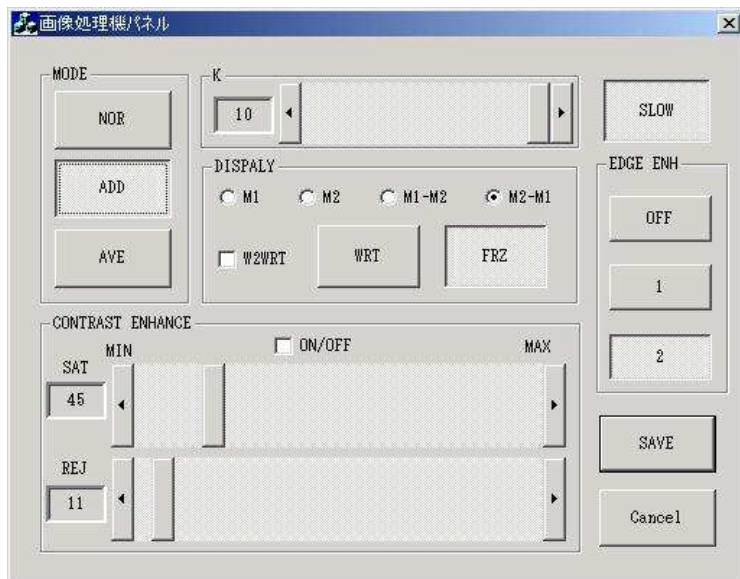 画像処理機パネル
MODE
NOR
ADD
AVE
K
10
SLOW
DISPALY
M1 M2 M1-M2 M2-M1
W2WRT WRT FRZ
EDGE ENH
OFF
1
2
CONTRAST ENHANCE
MIN ON/OFF MAX
SAT
45
REJ
11
SAVE
Cancel